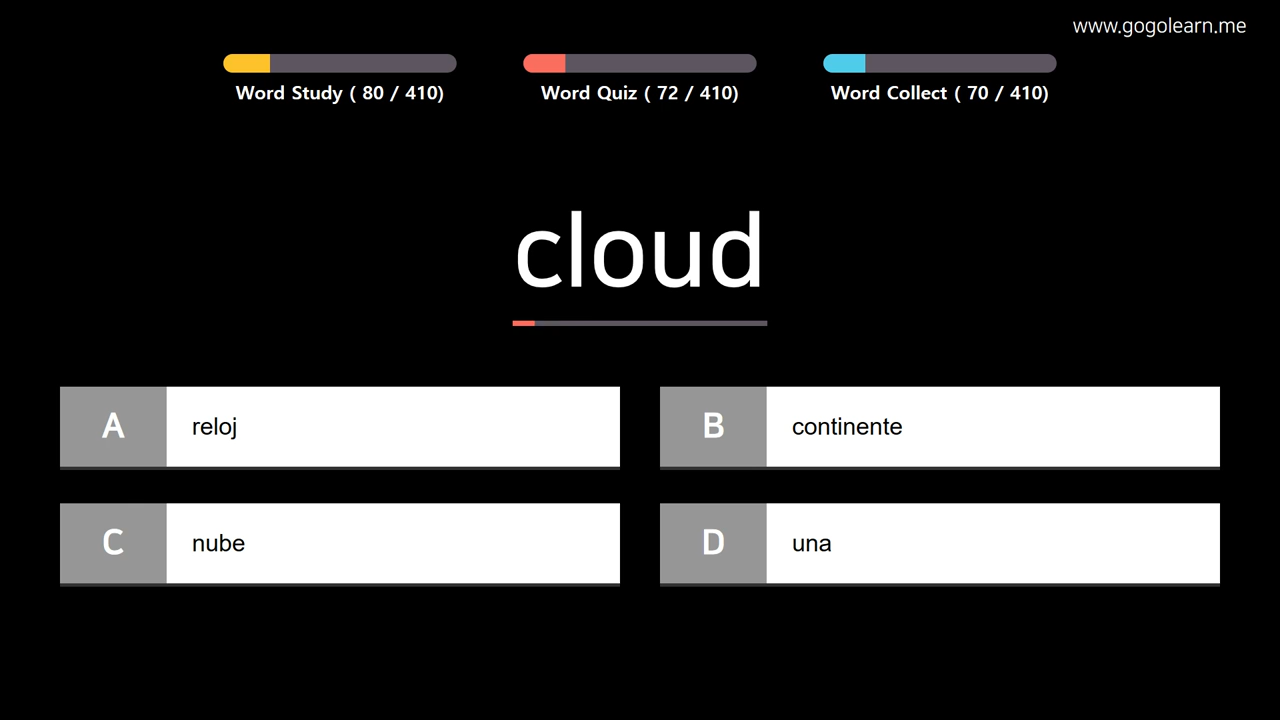 www.gogolearn.me
Word Study ( 80 / 410)
Word Quiz ( 72 / 410)
Word Collect ( 70 / 410)
cloud
A reloj
B continente
C nube
D una